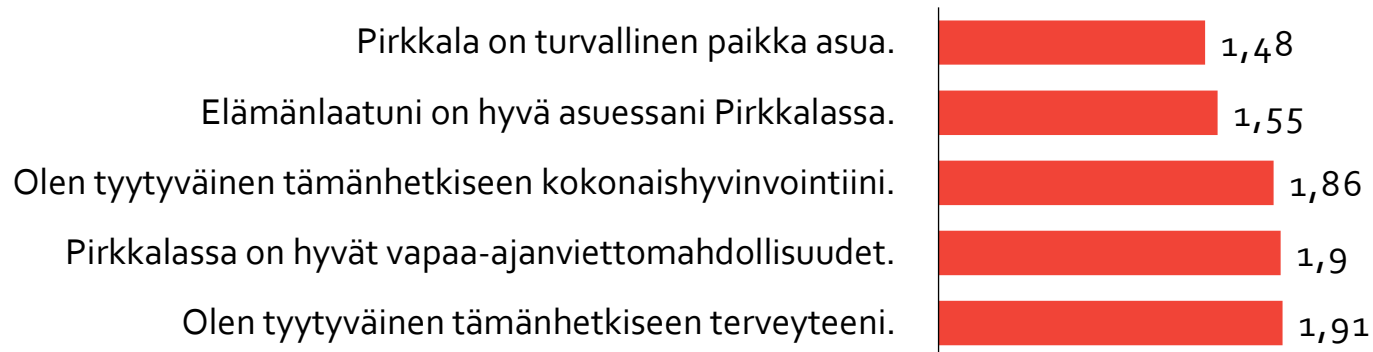 Pirkkala on turvallinen paikka asua. 1,48
Elämänlaatuni on hyvä asuessani Pirkkalassa. 1,55
Olen tyytyväinen tämänhetkiseen kokonaishyvinvointiini. 1,86
Pirkkalassa on hyvät vapaa-ajanviettomahdollisuudet. 1,9
Olen tyytyväinen tämänhetkiseen terveyteeni. 1,91